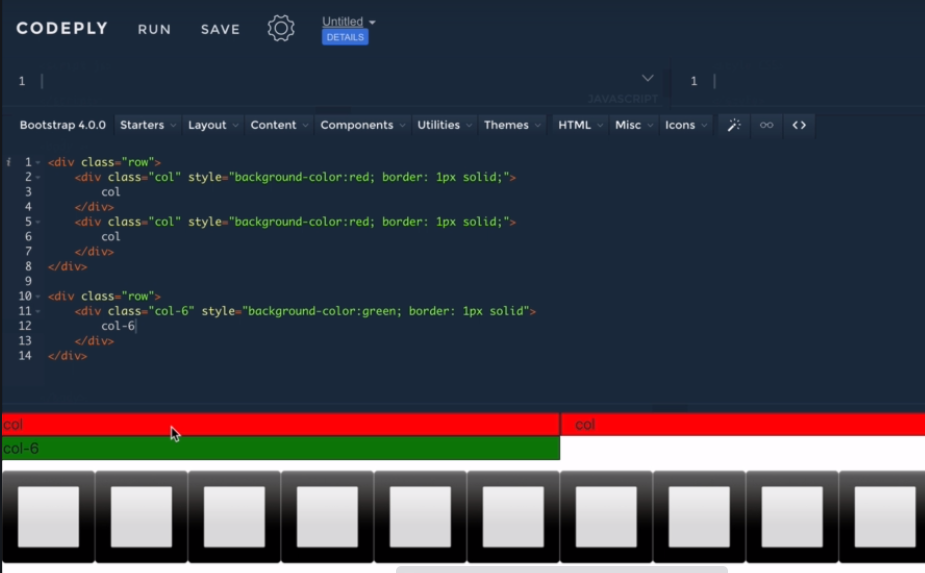 CODEPLY RUN SAVE Untitled
DETAILS
1 1
JAVASCRIPT
Bootstrap 4.0.0 Starters Layout Content Components Utilities Themes HTML Misc Icons <>
i 1 <div class="row">
2 <div class="col" style="background-color:red; border: 1px solid;">
3 col
4 </div>
5 <div class="col" style="background-color:red; border: 1px solid;">
6 col
7 </div>
8 </div>
9
10 <div class="row">
11 <div class="col-6" style="background-color:green; border: 1px solid">
12 col-6
13 </div>
14 </div>
col col
col-6